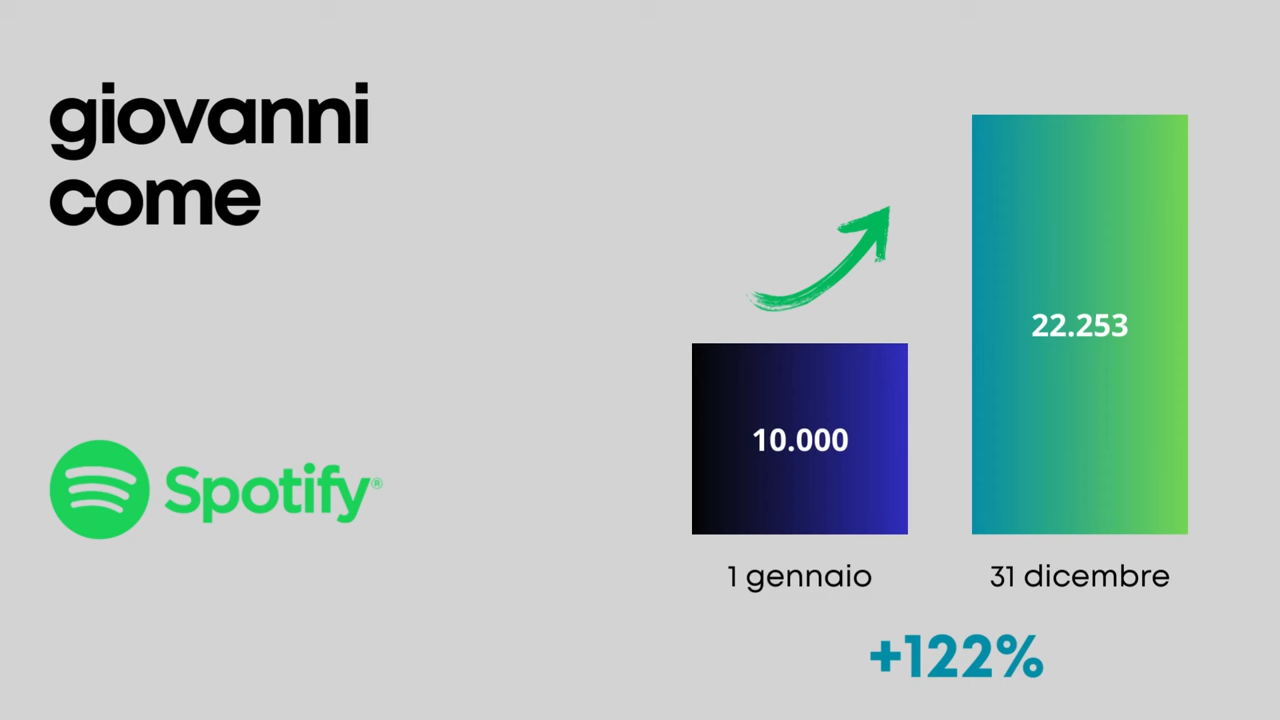 giovanni
come
22.253
10.000
Spotify®
1 gennaio
31 dicembre
+122%